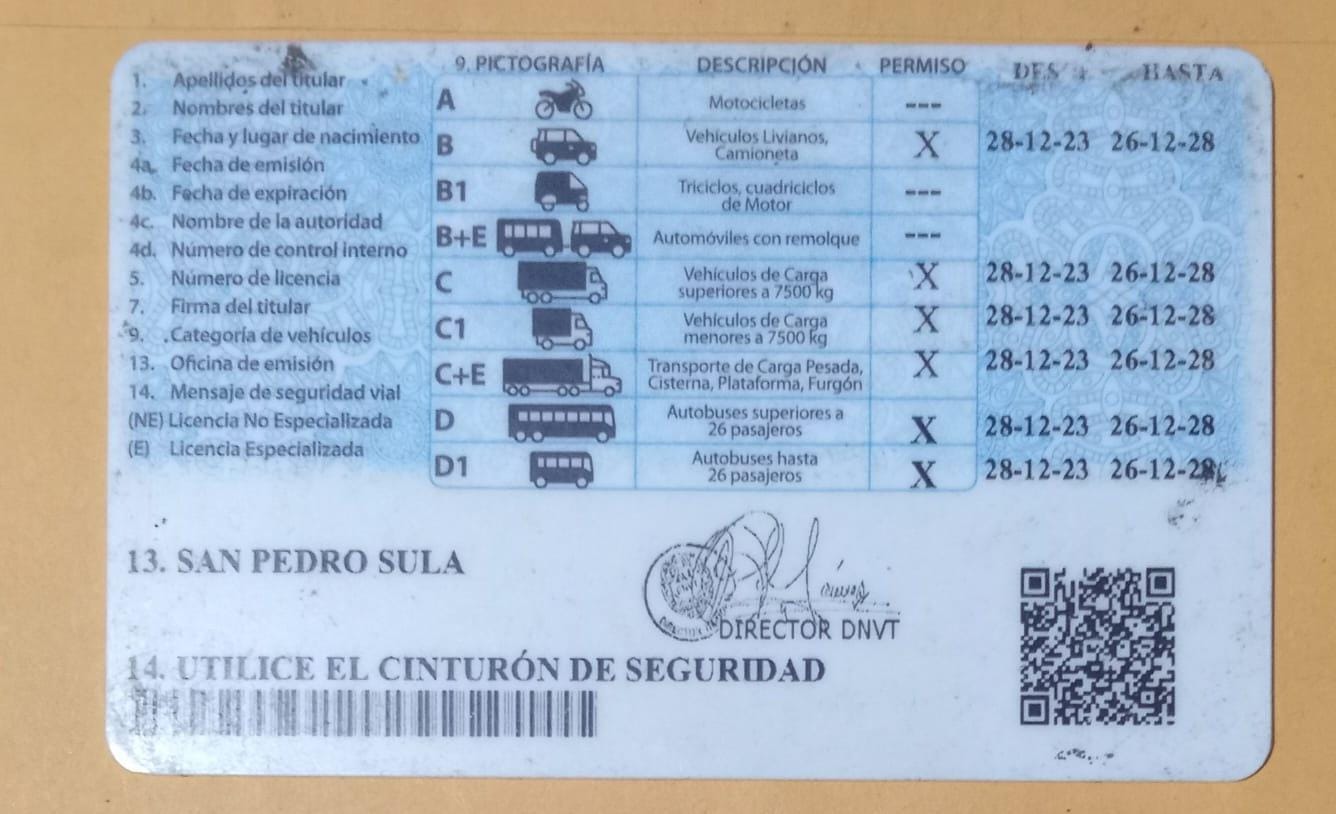 1. Apellidos del titular
2. Nombres del titular
3. Fecha y lugar de nacimiento
4a. Fecha de emisión
4b. Fecha de expiración
4c. Nombre de la autoridad
4d. Número de control interno
5. Número de licencia
7. Firma del titular
9. Categoría de vehículos
13. Oficina de emisión
14. Mensaje de seguridad vial
(NE) Licencia No Especializada
(E) Licencia Especializada
9. PICTOGRAFÍA DESCRIPCIÓN PERMISO DES HASTA
A Motocicletas ---
B Vehículos Livianos, Camioneta X 28-12-23 26-12-28
B1 Triciclos, cuadriciclos de Motor ---
B+E Automóviles con remolque ---
C Vehículos de Carga superiores a 7500 kg X 28-12-23 26-12-28
C1 Vehículos de Carga menores a 7500 kg X 28-12-23 26-12-28
C+E Transporte de Carga Pesada, Cisterna, Plataforma, Furgón X 28-12-23 26-12-28
D Autobuses superiores a 26 pasajeros X 28-12-23 26-12-28
D1 Autobuses hasta 26 pasajeros X 28-12-23 26-12-28
13. SAN PEDRO SULA
DIRECTOR DNVT
14. UTILICE EL CINTURÓN DE SEGURIDAD